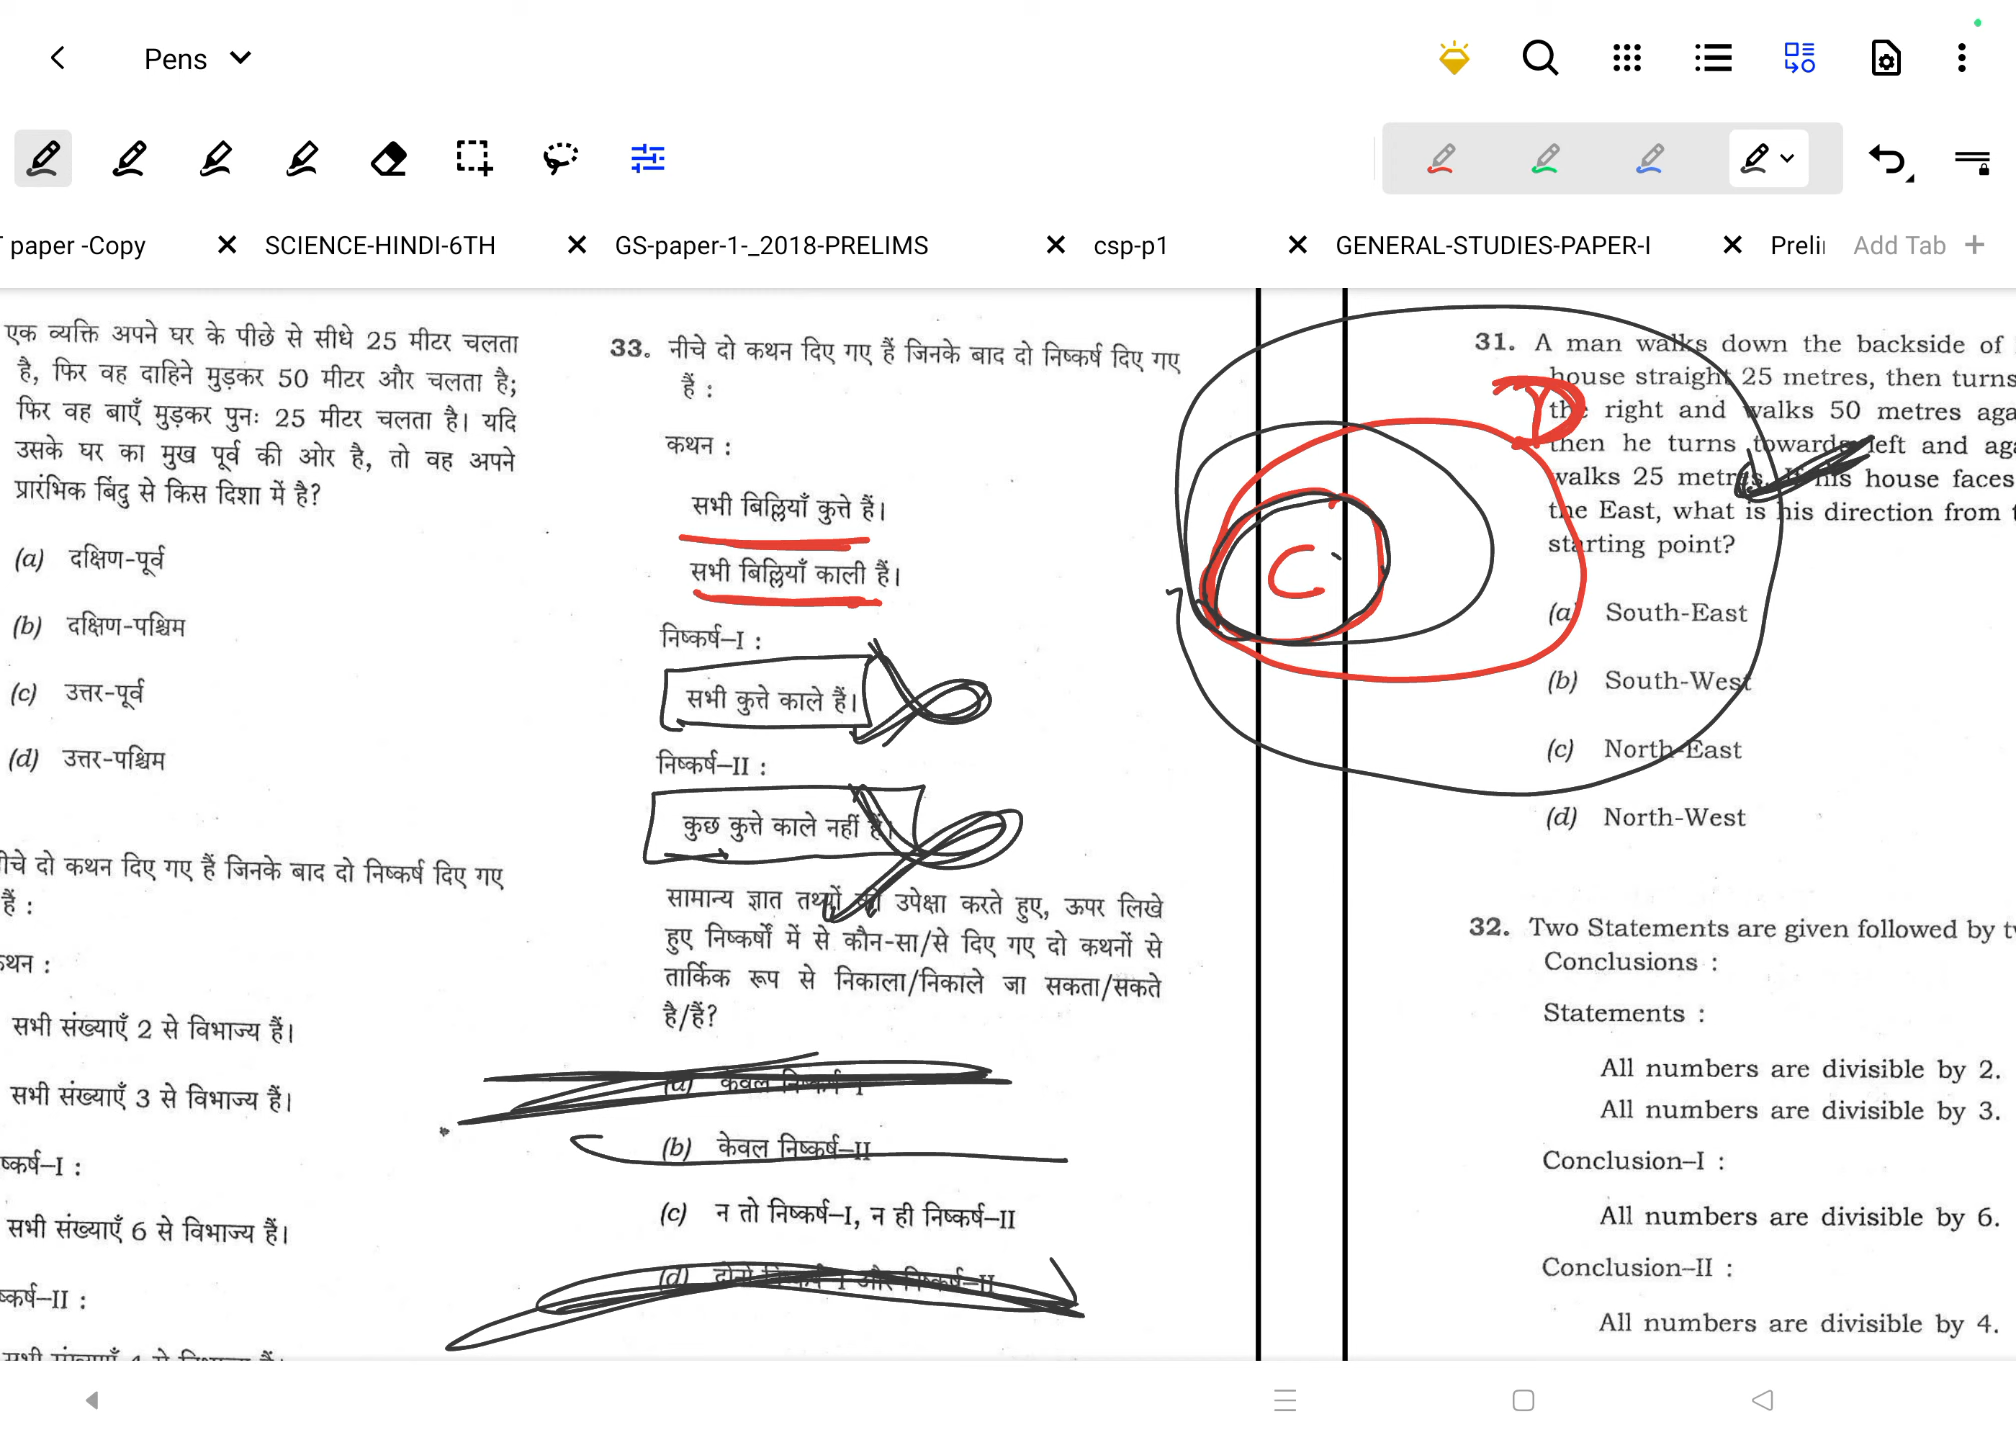 Pens
paper -Copy
SCIENCE-HINDI-6TH
GS-paper-1-_2018-PRELIMS
csp-p1
GENERAL-STUDIES-PAPER-I
Add Tab +
एक व्यक्ति अपने घर के पीछे से सीधे 25 मीटर चलता
है, फिर वह दाहिने मुड़कर 50 मीटर और चलता है;
फिर वह बाएँ मुड़कर पुनः 25 मीटर चलता है। यदि
उसके घर का मुख पूर्व की ओर है, तो वह अपने
प्रारंभिक बिंदु से किस दिशा में है?
(a) दक्षिण-पूर्व
(b) दक्षिण-पश्चिम
(c) उत्तर-पूर्व
(d) उत्तर-पश्चिम
दो कथन दिए गए हैं जिनके बाद दो निष्कर्ष दिए गए
हैं :
सभी संख्याएँ 2 से विभाज्य हैं।
सभी संख्याएँ 3 से विभाज्य हैं।
सभी संख्याएँ 6 से विभाज्य हैं।
33. नीचे दो कथन दिए गए हैं जिनके बाद दो निष्कर्ष दिए गए
हैं :
कथन :
सभी बिल्लियाँ कुत्ते हैं।
सभी बिल्लियाँ काली हैं।
निष्कर्ष–I :
सभी कुत्ते काले हैं।
निष्कर्ष–II :
कुछ कुत्ते काले नहीं हैं।
सामान्य ज्ञात तथ्यों की उपेक्षा करते हुए, ऊपर लिखे
हुए निष्कर्षों में से कौन-सा/से दिए गए दो कथनों से
तार्किक रूप से निकाला/निकाले जा सकता/सकते
है/हैं?
(a) केवल निष्कर्ष–I
(b) केवल निष्कर्ष–II
(c) न तो निष्कर्ष–I, न ही निष्कर्ष–II
(d) दोनों निष्कर्ष–I और निष्कर्ष–II
D
C
31. A man walks down the backside of
house straight 25 metres, then turns
the right and walks 50 metres
then he turns towards left and
walks 25 metres. If his house faces
the East, what is his direction from
starting point?
(a) South-East
(b) South-West
(c) North-East
(d) North-West
32. Two Statements are given followed by
Conclusions :
Statements :
All numbers are divisible by 2.
All numbers are divisible by 3.
Conclusion–I :
All numbers are divisible by 6.
Conclusion–II :
All numbers are divisible by 4.